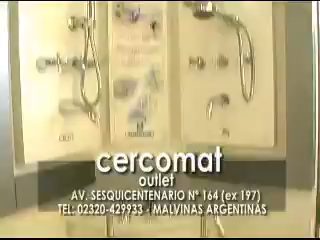 cercomat
outlet
AV. SESQUICENTENARIO Nº 164 (ex 197)
TEL: 02320-429933 - MALVINAS ARGENTINAS